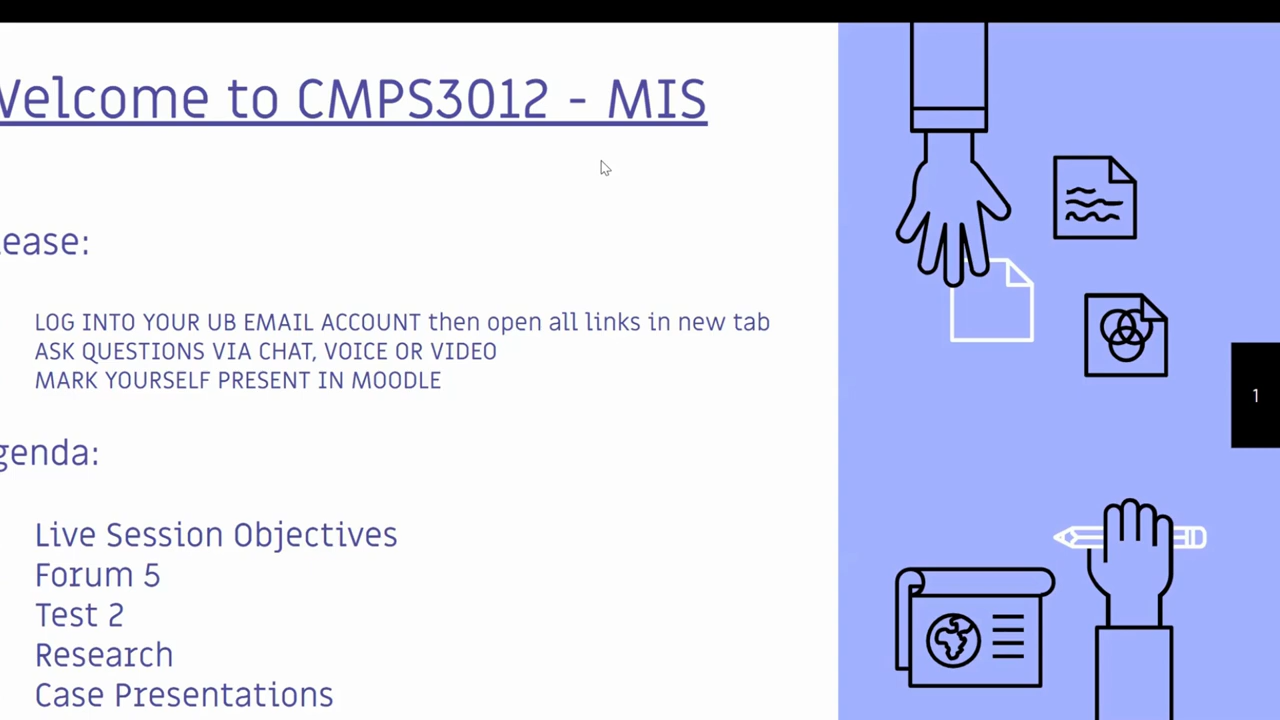 Welcome to CMPS3012 - MIS
lease:
LOG INTO YOUR UB EMAIL ACCOUNT then open all links in new tab
ASK QUESTIONS VIA CHAT, VOICE OR VIDEO
MARK YOURSELF PRESENT IN MOODLE
genda:
Live Session Objectives
Forum 5
Test 2
Research
Case Presentations
1